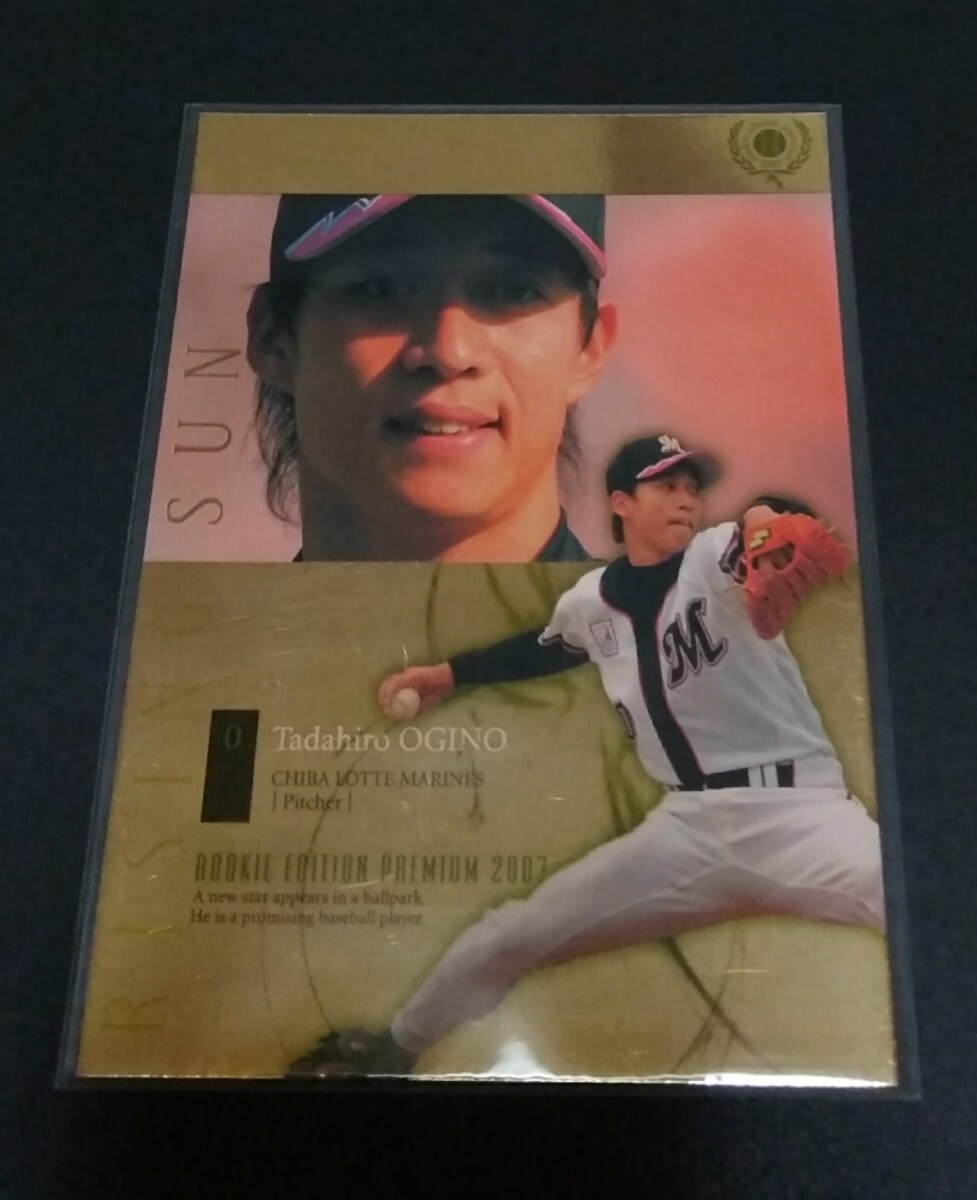 RISING SUN
0
Tadahiro OGINO
CHIBA LOTTE MARINES
| Pitcher |
ROOKIE EDITION PREMIUM 2007
A new star appears in a ballpark.
He is a promising baseball player.
M
M
S